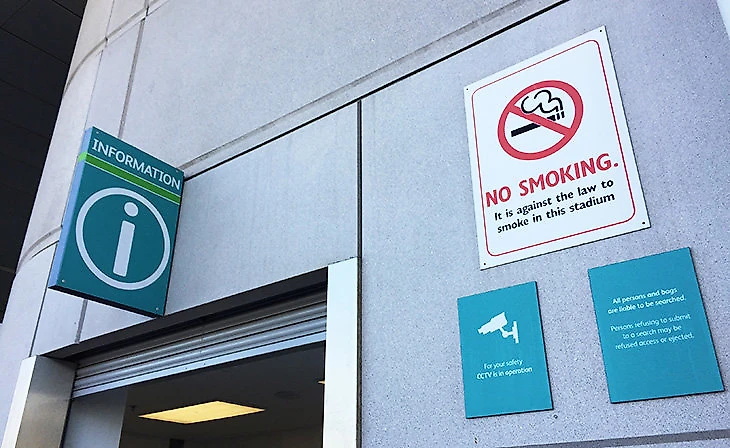 INFORMATION
i
NO SMOKING.
It is against the law to
smoke in this stadium
For your safety
CCTV is in operation
All persons and bags
are liable to be searched.
Persons refusing to submit
to a search may be
refused access or ejected.